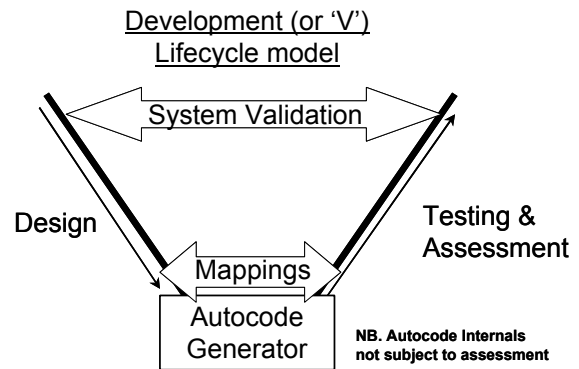 Development (or ‘V’)
Lifecycle model
System Validation
Design
Testing &
Assessment
Mappings
Autocode
Generator
NB. Autocode Internals
not subject to assessment